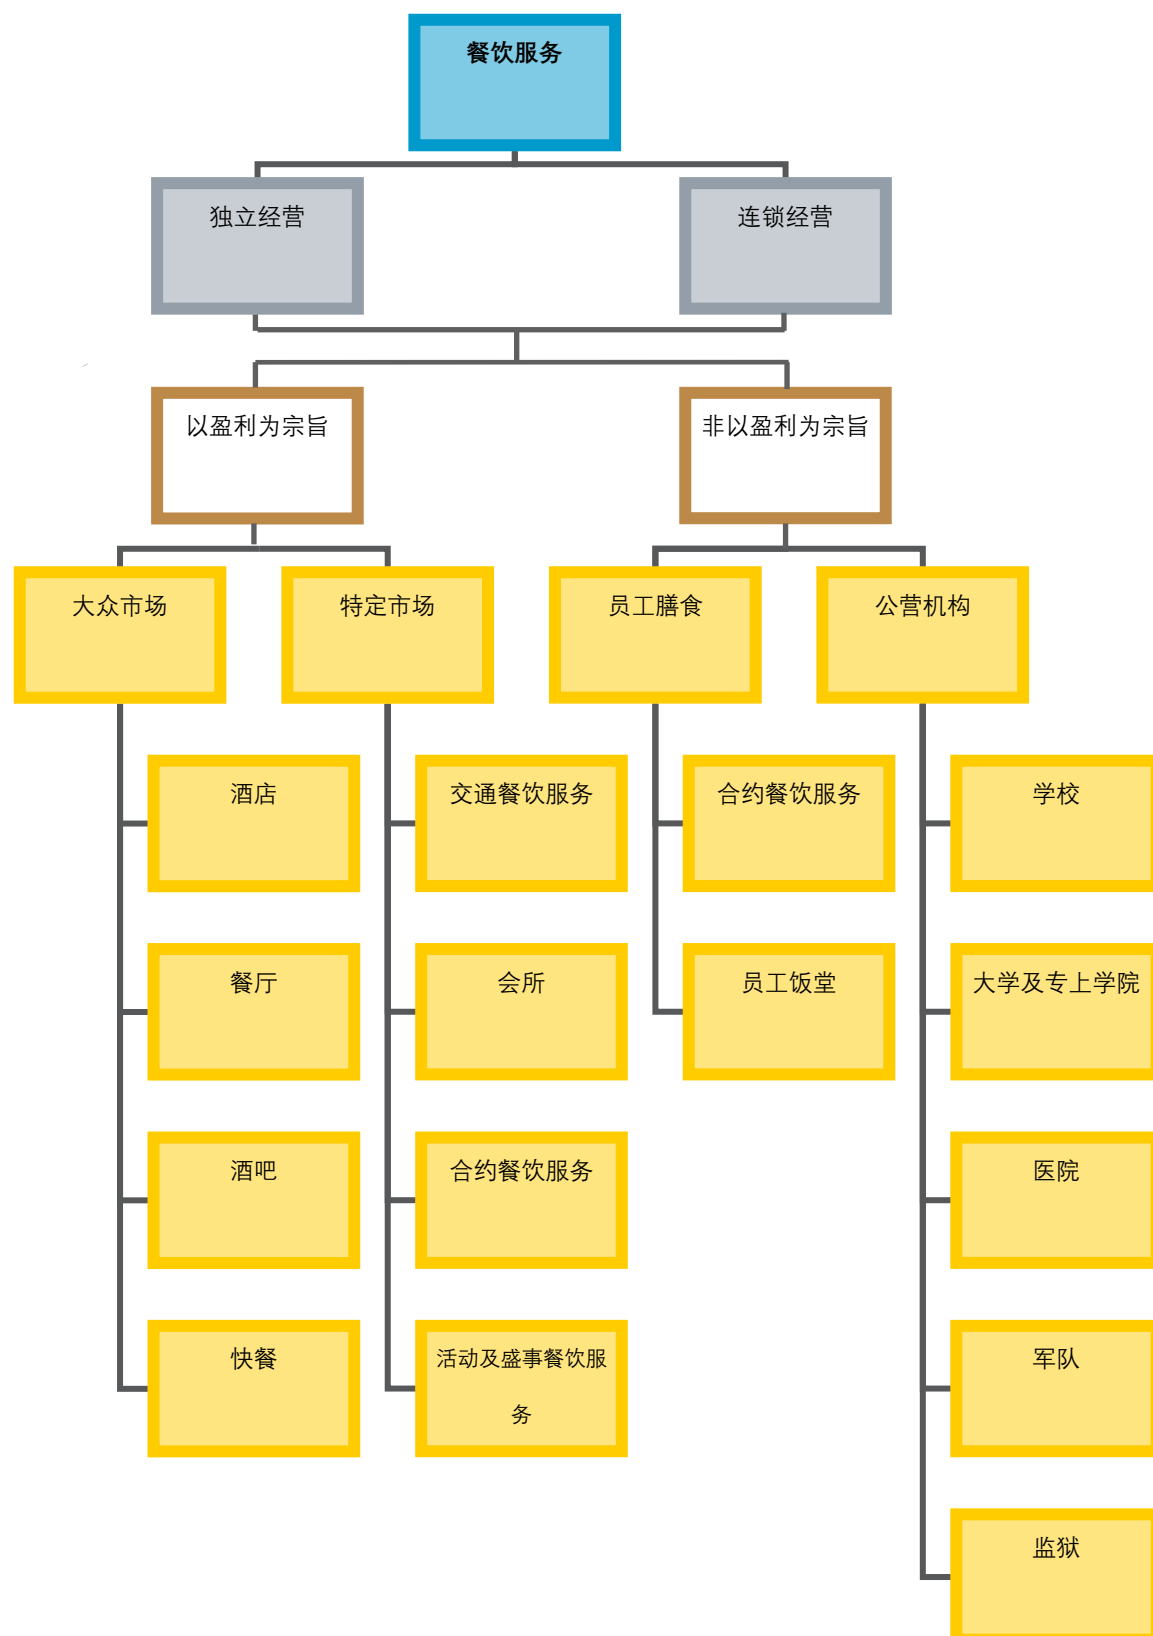 餐饮服务
独立经营
连锁经营
以盈利为宗旨
非以盈利为宗旨
大众市场
特定市场
员工膳食
公营机构
酒店
交通餐饮服务
合约餐饮服务
学校
餐厅
会所
员工饭堂
大学及专上学院
酒吧
合约餐饮服务
医院
快餐
活动及盛事餐饮服
务
军队
监狱